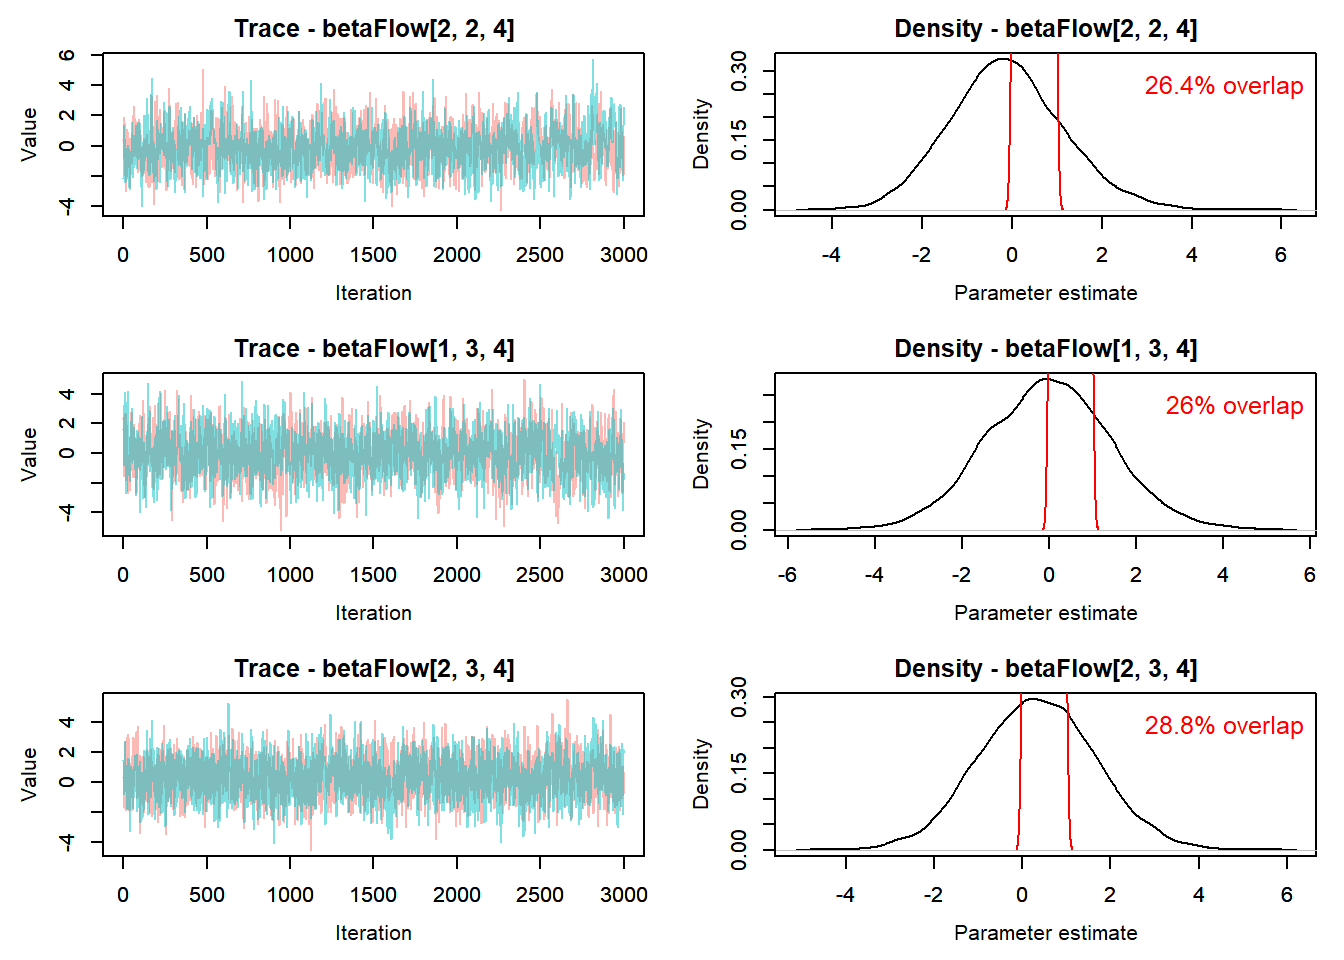 Trace - betaFlow[2, 2, 4]
Value
6
4
2
0
-4
0 500 1000 1500 2000 2500 3000
Iteration
Density - betaFlow[2, 2, 4]
Density
0.30
0.15
0.00
26.4% overlap
-4 -2 0 2 4 6
Parameter estimate
Trace - betaFlow[1, 3, 4]
Value
4
2
0
-4
0 500 1000 1500 2000 2500 3000
Iteration
Density - betaFlow[1, 3, 4]
Density
0.15
0.00
26% overlap
-6 -4 -2 0 2 4 6
Parameter estimate
Trace - betaFlow[2, 3, 4]
Value
4
2
0
-4
0 500 1000 1500 2000 2500 3000
Iteration
Density - betaFlow[2, 3, 4]
Density
0.30
0.15
0.00
28.8% overlap
-4 -2 0 2 4 6
Parameter estimate